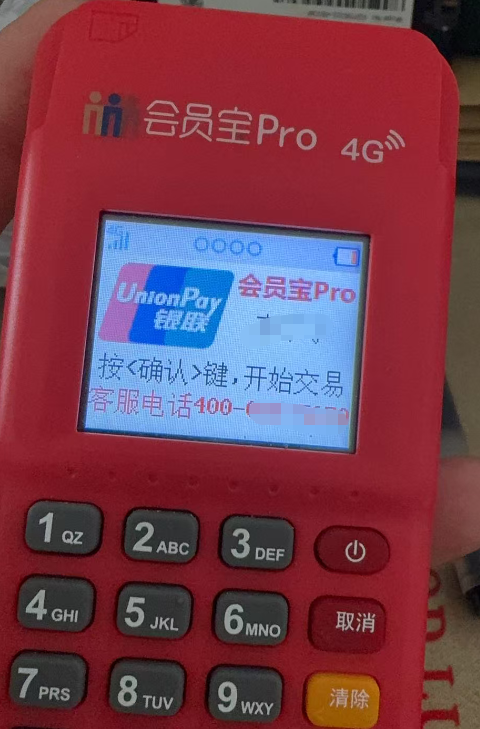 会员宝Pro 4G
4G
UnionPay
银联
会员宝Pro
按<确认>键,开始交易
客服电话400-
1 QZ 2 ABC 3 DEF
4 GHI 5 JKL 6 MNO 取消
7 PRS 8 TUV 9 WXY 清除